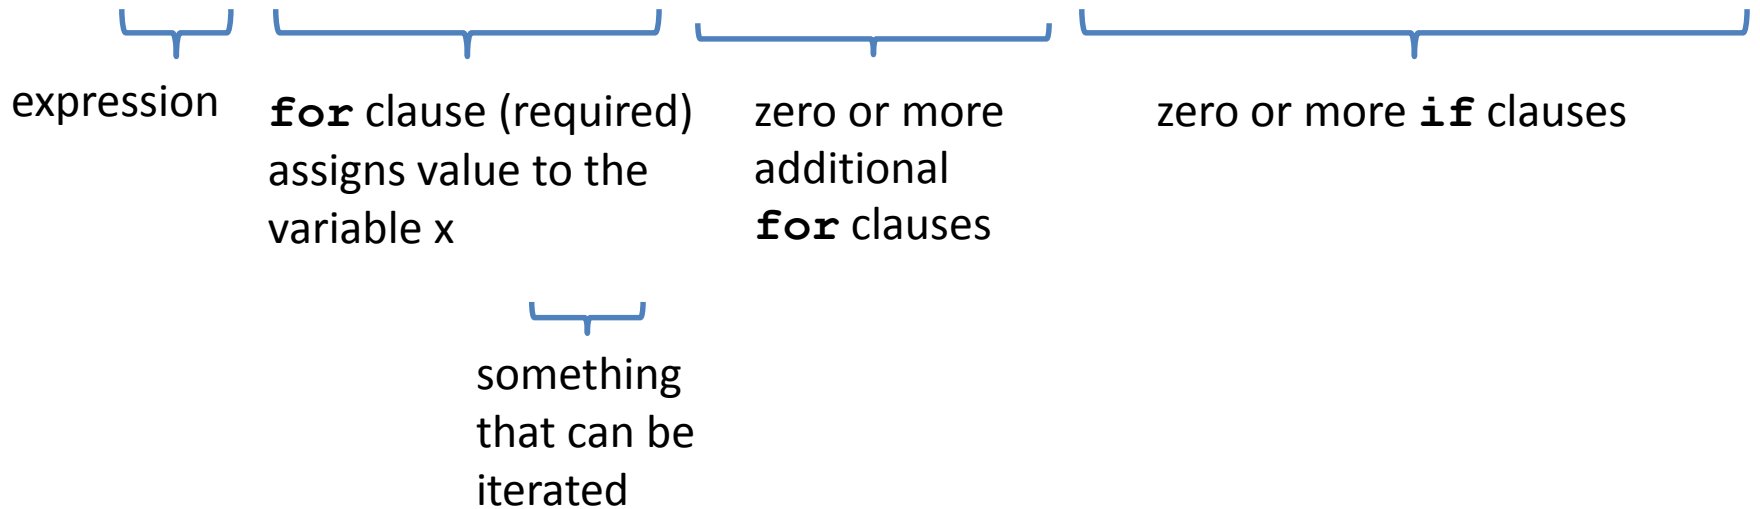 expression
for clause (required)
assigns value to the
variable x
zero or more
additional
for clauses
zero or more if clauses
something
that can be
iterated